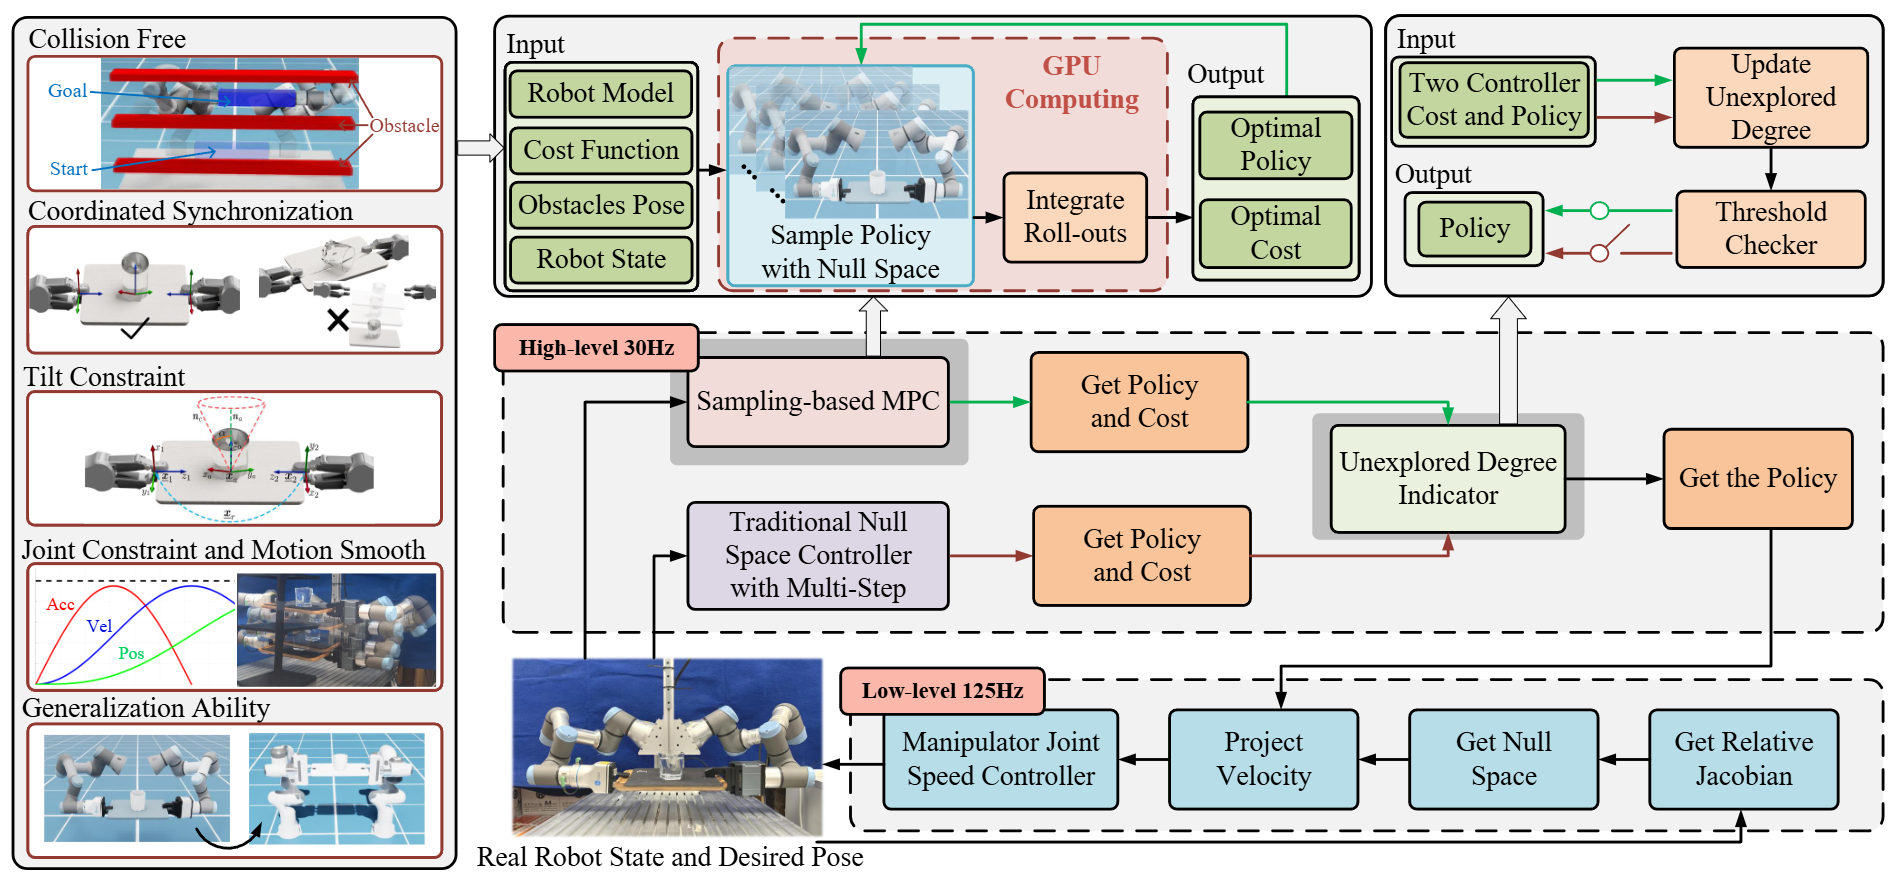 Collision Free
Goal
Obstacle
Start
Coordinated Synchronization
Tilt Constraint
Joint Constraint and Motion Smooth
Acc
Vel
Pos
Generalization Ability
Input
Robot Model
Cost Function
Obstacles Pose
Robot State
GPU
Computing
Sample Policy
with Null Space
Integrate
Roll-outs
Output
Optimal
Policy
Optimal
Cost
Input
Two Controller
Cost and Policy
Update
Unexplored
Degree
Output
Policy
Threshold
Checker
High-level 30Hz
Sampling-based MPC
Get Policy
and Cost
Traditional Null
Space Controller
with Multi-Step
Get Policy
and Cost
Unexplored Degree
Indicator
Get the Policy
Low-level 125Hz
Manipulator Joint
Speed Controller
Project
Velocity
Get Null
Space
Get Relative
Jacobian
Real Robot State and Desired Pose